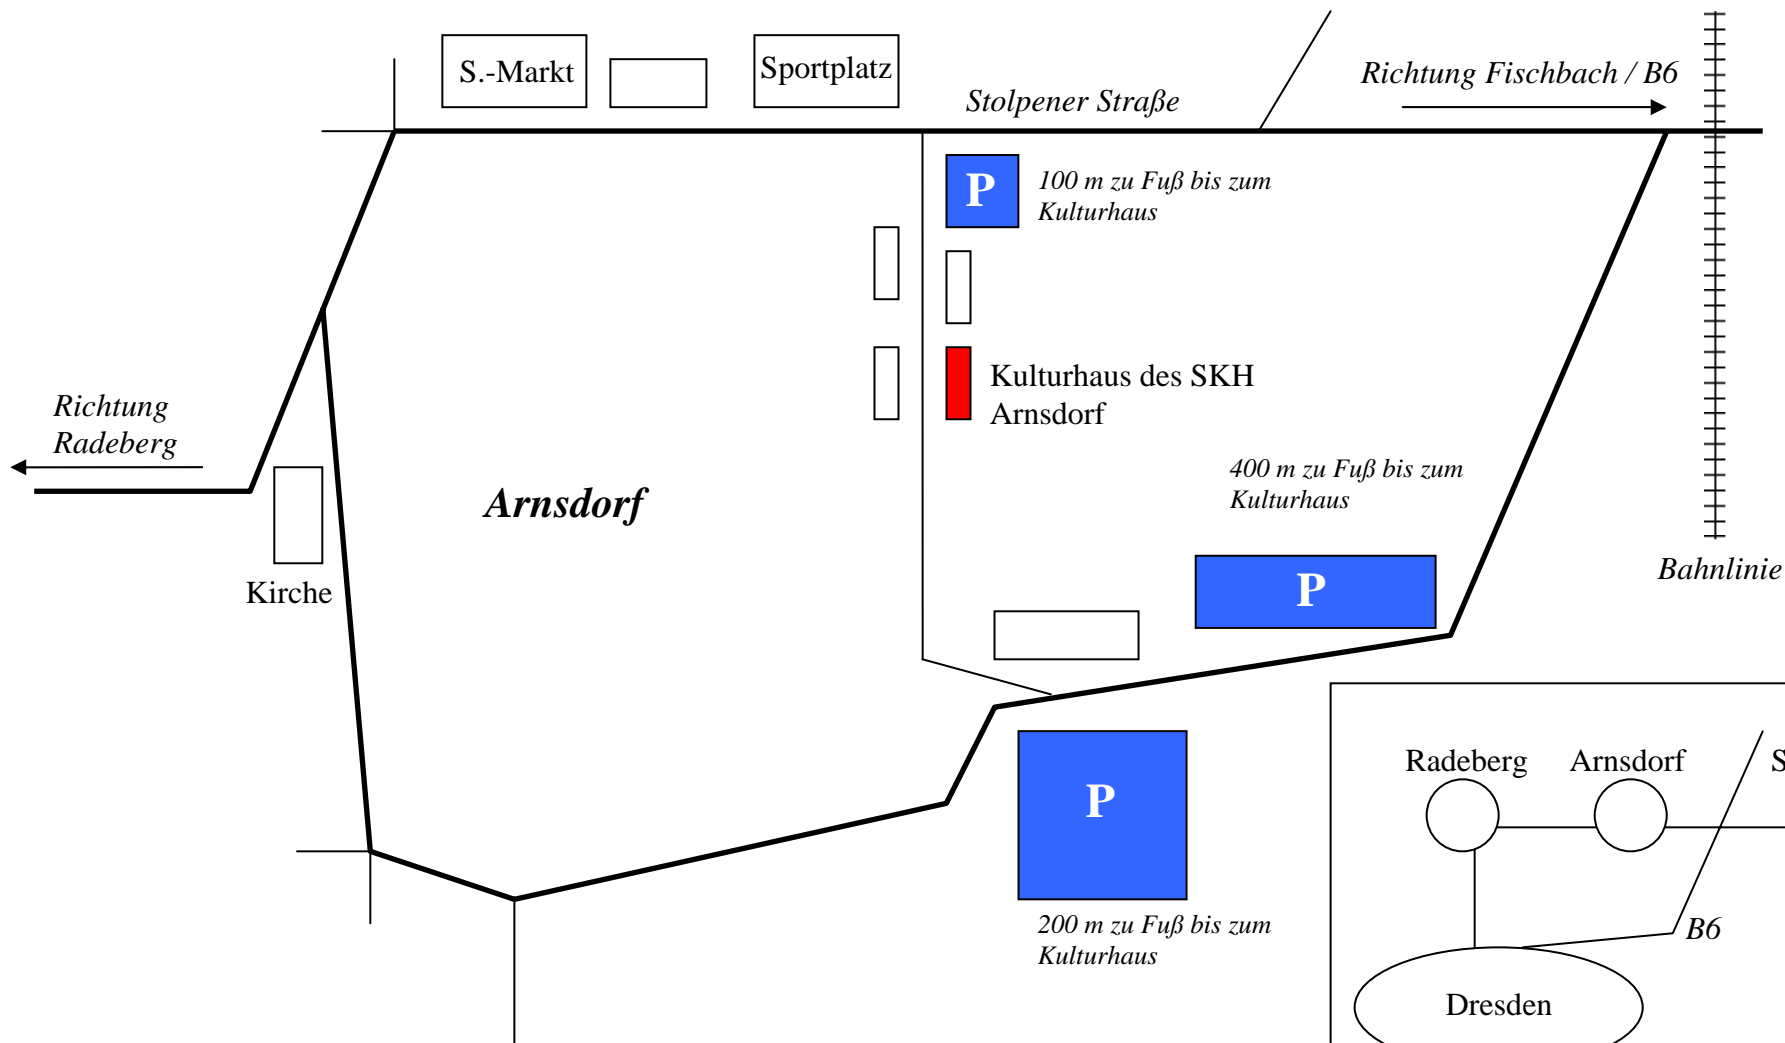 S.-Markt
Sportplatz
Richtung Fischbach / B6
Stolpener Straße
P
100 m zu Fuß bis zum
Kulturhaus
Kulturhaus des SKH
Arnsdorf
Richtung
Radeberg
Arnsdorf
400 m zu Fuß bis zum
Kulturhaus
P
Bahnlinie
Kirche
P
200 m zu Fuß bis zum
Kulturhaus
Radeberg
Arnsdorf
S
B6
Dresden